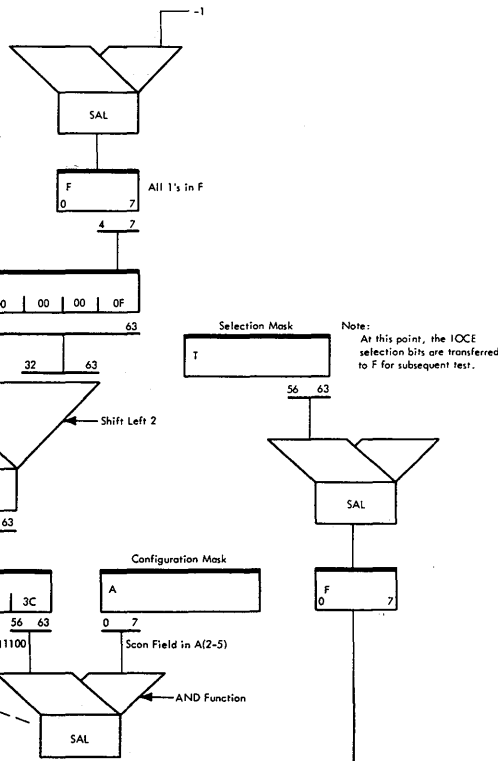 -1
SAL
F
All 1's in F
0 7
4 7
00 00 0F
63
32 63
Shift Left 2
63
Selection Mask
T
Note:
At this point, the IOCE
selection bits are transferred
to F for subsequent test.
56 63
SAL
F
0 7
Configuration Mask
A
3C
56 63
0 7
11100
Scon Field in A(2-5)
AND Function
SAL